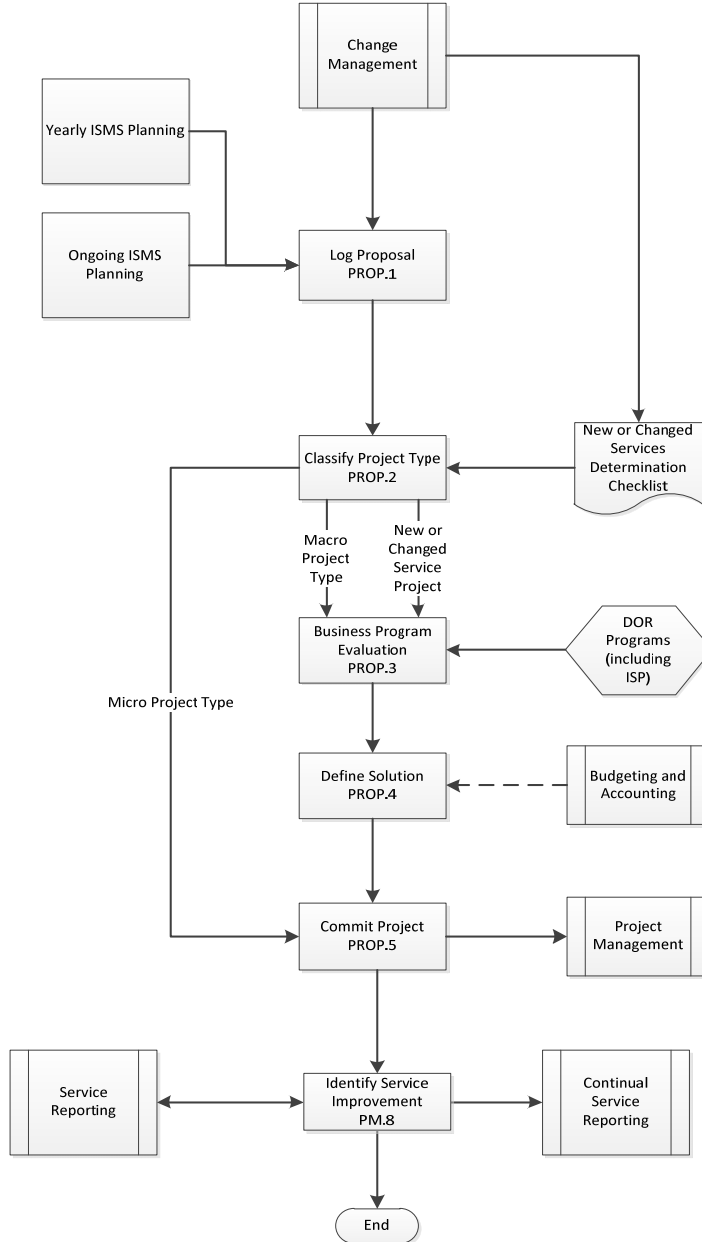 Change
Management
Yearly ISMS Planning
Ongoing ISMS
Planning
Log Proposal
PROP.1
Classify Project Type
PROP.2
New or Changed
Services
Determination
Checklist
Macro
Project
Type
New or
Changed
Service
Project
Business Program
Evaluation
PROP.3
DOR
Programs
(including
ISP)
Micro Project Type
Define Solution
PROP.4
Budgeting and
Accounting
Commit Project
PROP.5
Project
Management
Service
Reporting
Identify Service
Improvement
PM.8
Continual
Service
Reporting
End